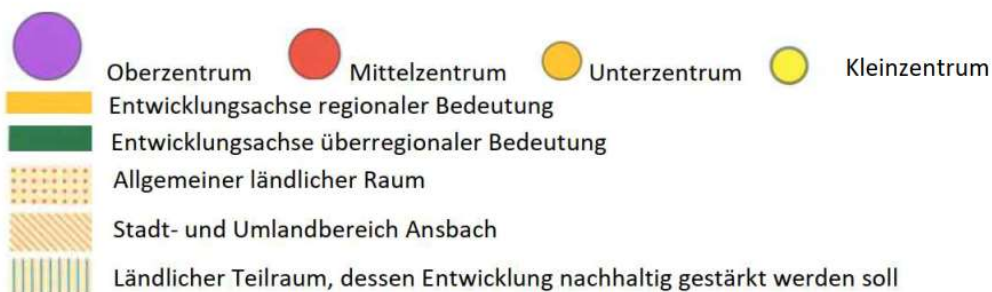 Oberzentrum Mittelzentrum Unterzentrum Kleinzentrum
Entwicklungsachse regionaler Bedeutung
Entwicklungsachse überregionaler Bedeutung
Allgemeiner ländlicher Raum
Stadt- und Umlandbereich Ansbach
Ländlicher Teilraum, dessen Entwicklung nachhaltig gestärkt werden soll